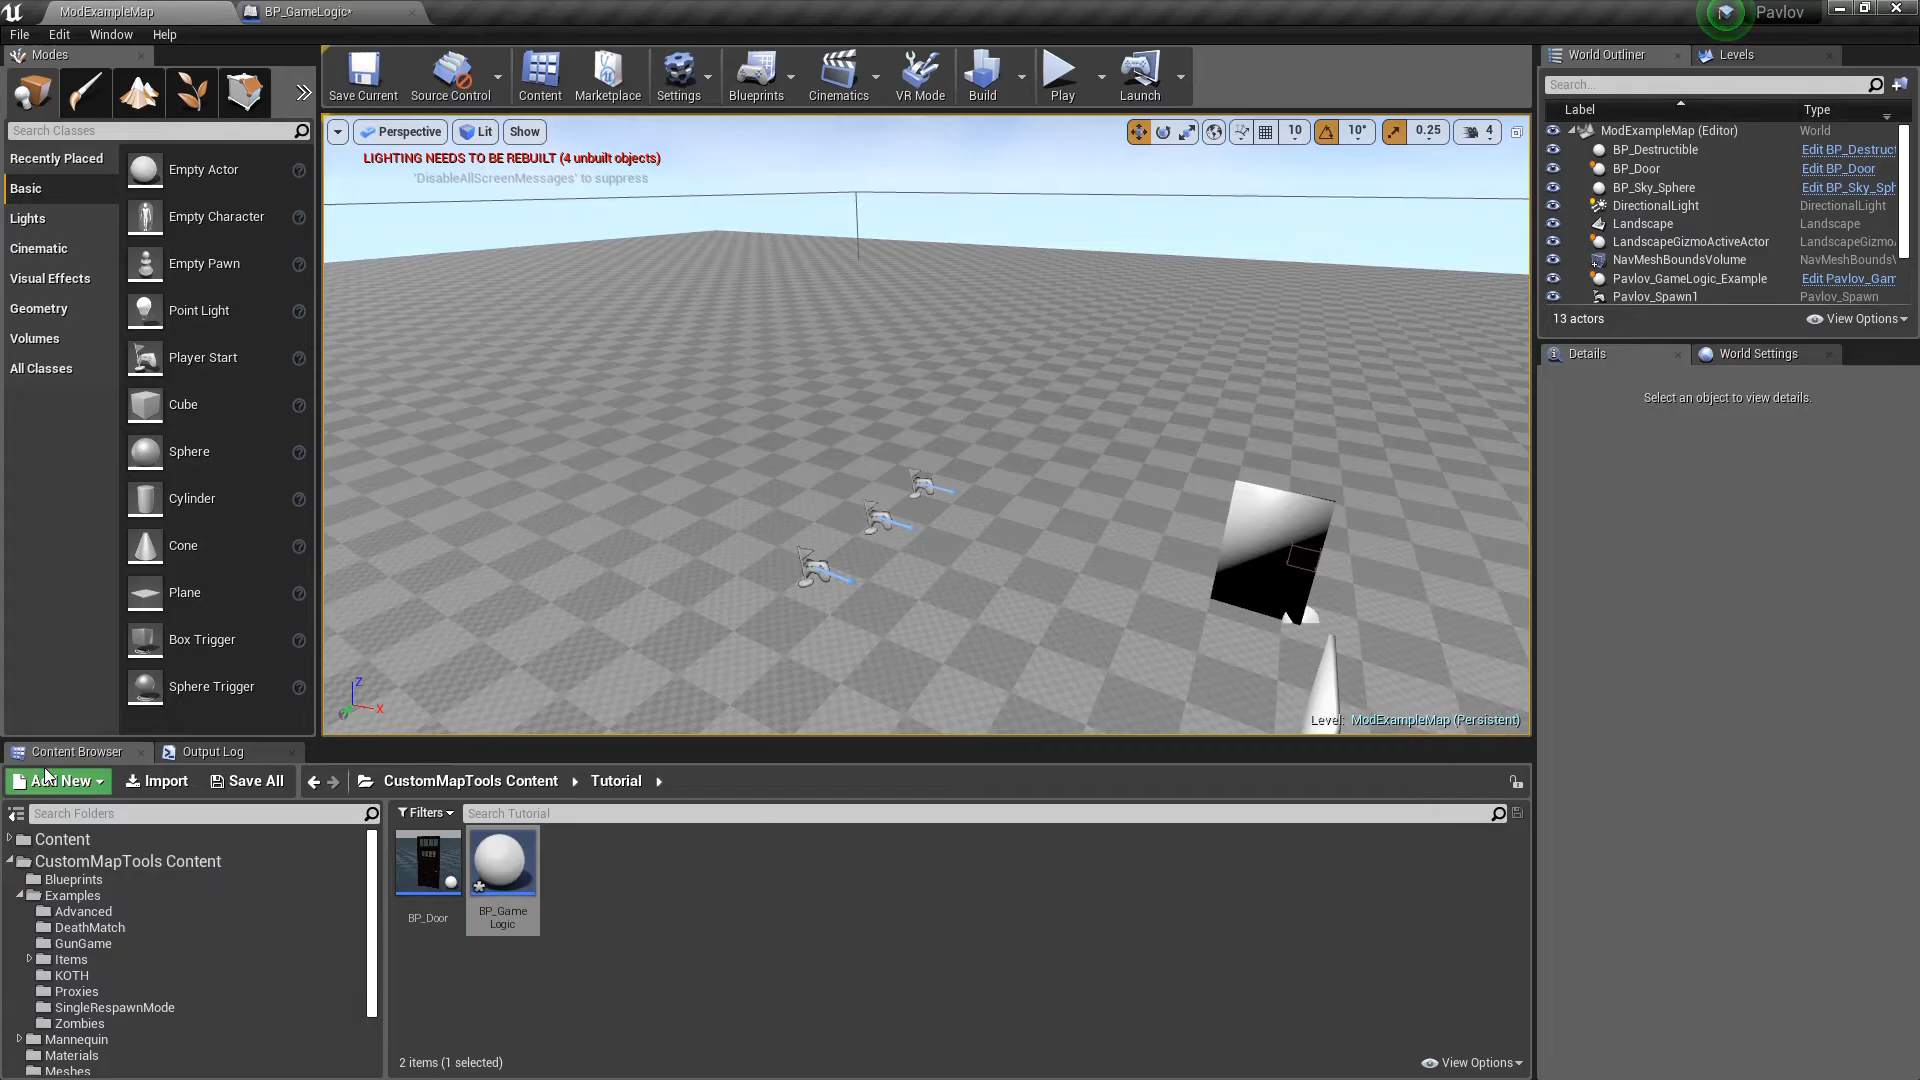 ModExampleMap
BP_GameLogic*
Pavlov
File Edit Window Help
Modes
Save Current
Source Control
Content
Marketplace
Settings
Blueprints
Cinematics
VR Mode
Build
Play
Launch
Search Classes
Recently Placed
Basic
Lights
Cinematic
Visual Effects
Geometry
Volumes
All Classes
Empty Actor
Empty Character
Empty Pawn
Point Light
Player Start
Cube
Sphere
Cylinder
Cone
Plane
Box Trigger
Sphere Trigger
Perspective
Lit
Show
10
10°
0.25
4
LIGHTING NEEDS TO BE REBUILT (4 unbuilt objects)
'DisableAllScreenMessages' to suppress
Z
X
Level: ModExampleMap (Persistent)
World Outliner
Levels
Search...
Label
Type
ModExampleMap (Editor) World
BP_Destructible Edit BP_Destruct
BP_Door Edit BP_Door
BP_Sky_Sphere Edit BP_Sky_Sph
DirectionalLight DirectionalLight
Landscape Landscape
LandscapeGizmoActiveActor LandscapeGizmo
NavMeshBoundsVolume NavMeshBoundsV
Pavlov_GameLogic_Example Edit Pavlov_Gam
Pavlov_Spawn1 Pavlov_Spawn
13 actors
View Options
Details
World Settings
Select an object to view details.
Content Browser
Output Log
Add New
Import
Save All
CustomMapTools Content
Tutorial
Search Folders
Filters
Search Tutorial
Content
CustomMapTools Content
Blueprints
Examples
Advanced
DeathMatch
GunGame
Items
KOTH
Proxies
SingleRespawnMode
Zombies
Mannequin
Materials
Meshes
BP_Door
BP_Game
Logic
2 items (1 selected)
View Options